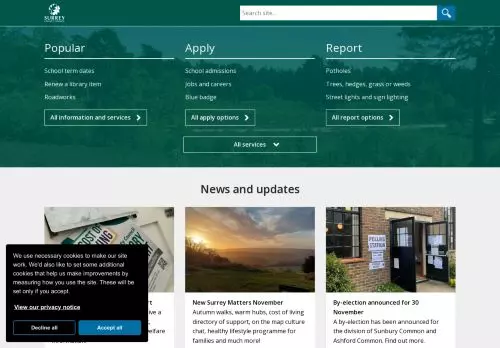 SURREY
Search site...
Popular
School term dates
Renew a library item
Roadworks
All information and services
Apply
School admissions
Jobs and careers
Blue badge
All apply options
Report
Potholes
Trees, hedges, grass or weeds
Street lights and sign lighting
All report options
All services
News and updates
COST OF
POLLING
STATION
We use necessary cookies to make our site
work. We'd also like to set some additional
cookies that help us make improvements by
measuring how you use the site. These will be
set only if you accept.
View our privacy notice
Decline all
Accept all
New Surrey Matters November
Autumn walks, warm hubs, cost of living
directory of support, on the map culture
chat, healthy lifestyle programme for
families and much more!
By-election announced for 30
November
A by-election has been announced for
the division of Sunbury Common and
Ashford Common. Find out more.